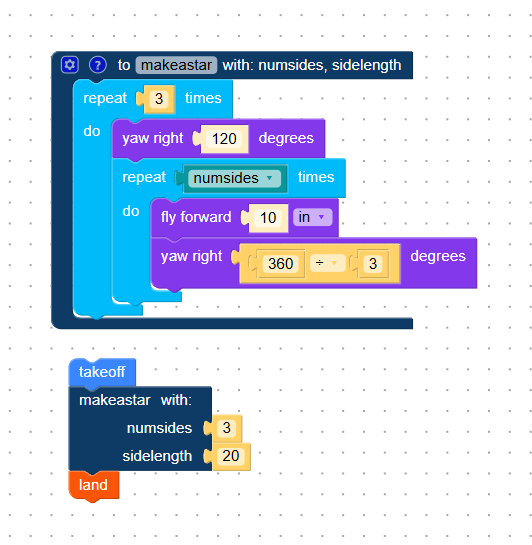 ? to makeastar with: numsides, sidelength
repeat 3 times
do yaw right 120 degrees
repeat numsides times
do fly forward 10 in
yaw right 360 ÷ 3 degrees
takeoff
makeastar with:
numsides 3
sidelength 20
land